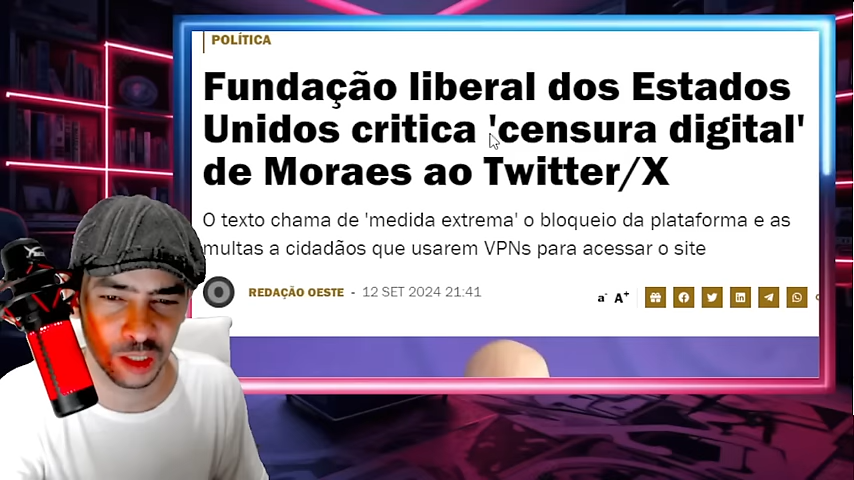 POLÍTICA
Fundação liberal dos Estados
Unidos critica 'censura digital'
de Moraes ao Twitter/X
O texto chama de 'medida extrema' o bloqueio da plataforma e as
multas a cidadãos que usarem VPNs para acessar o site
REDAÇÃO OESTE - 12 SET 2024 21:41
a- A+